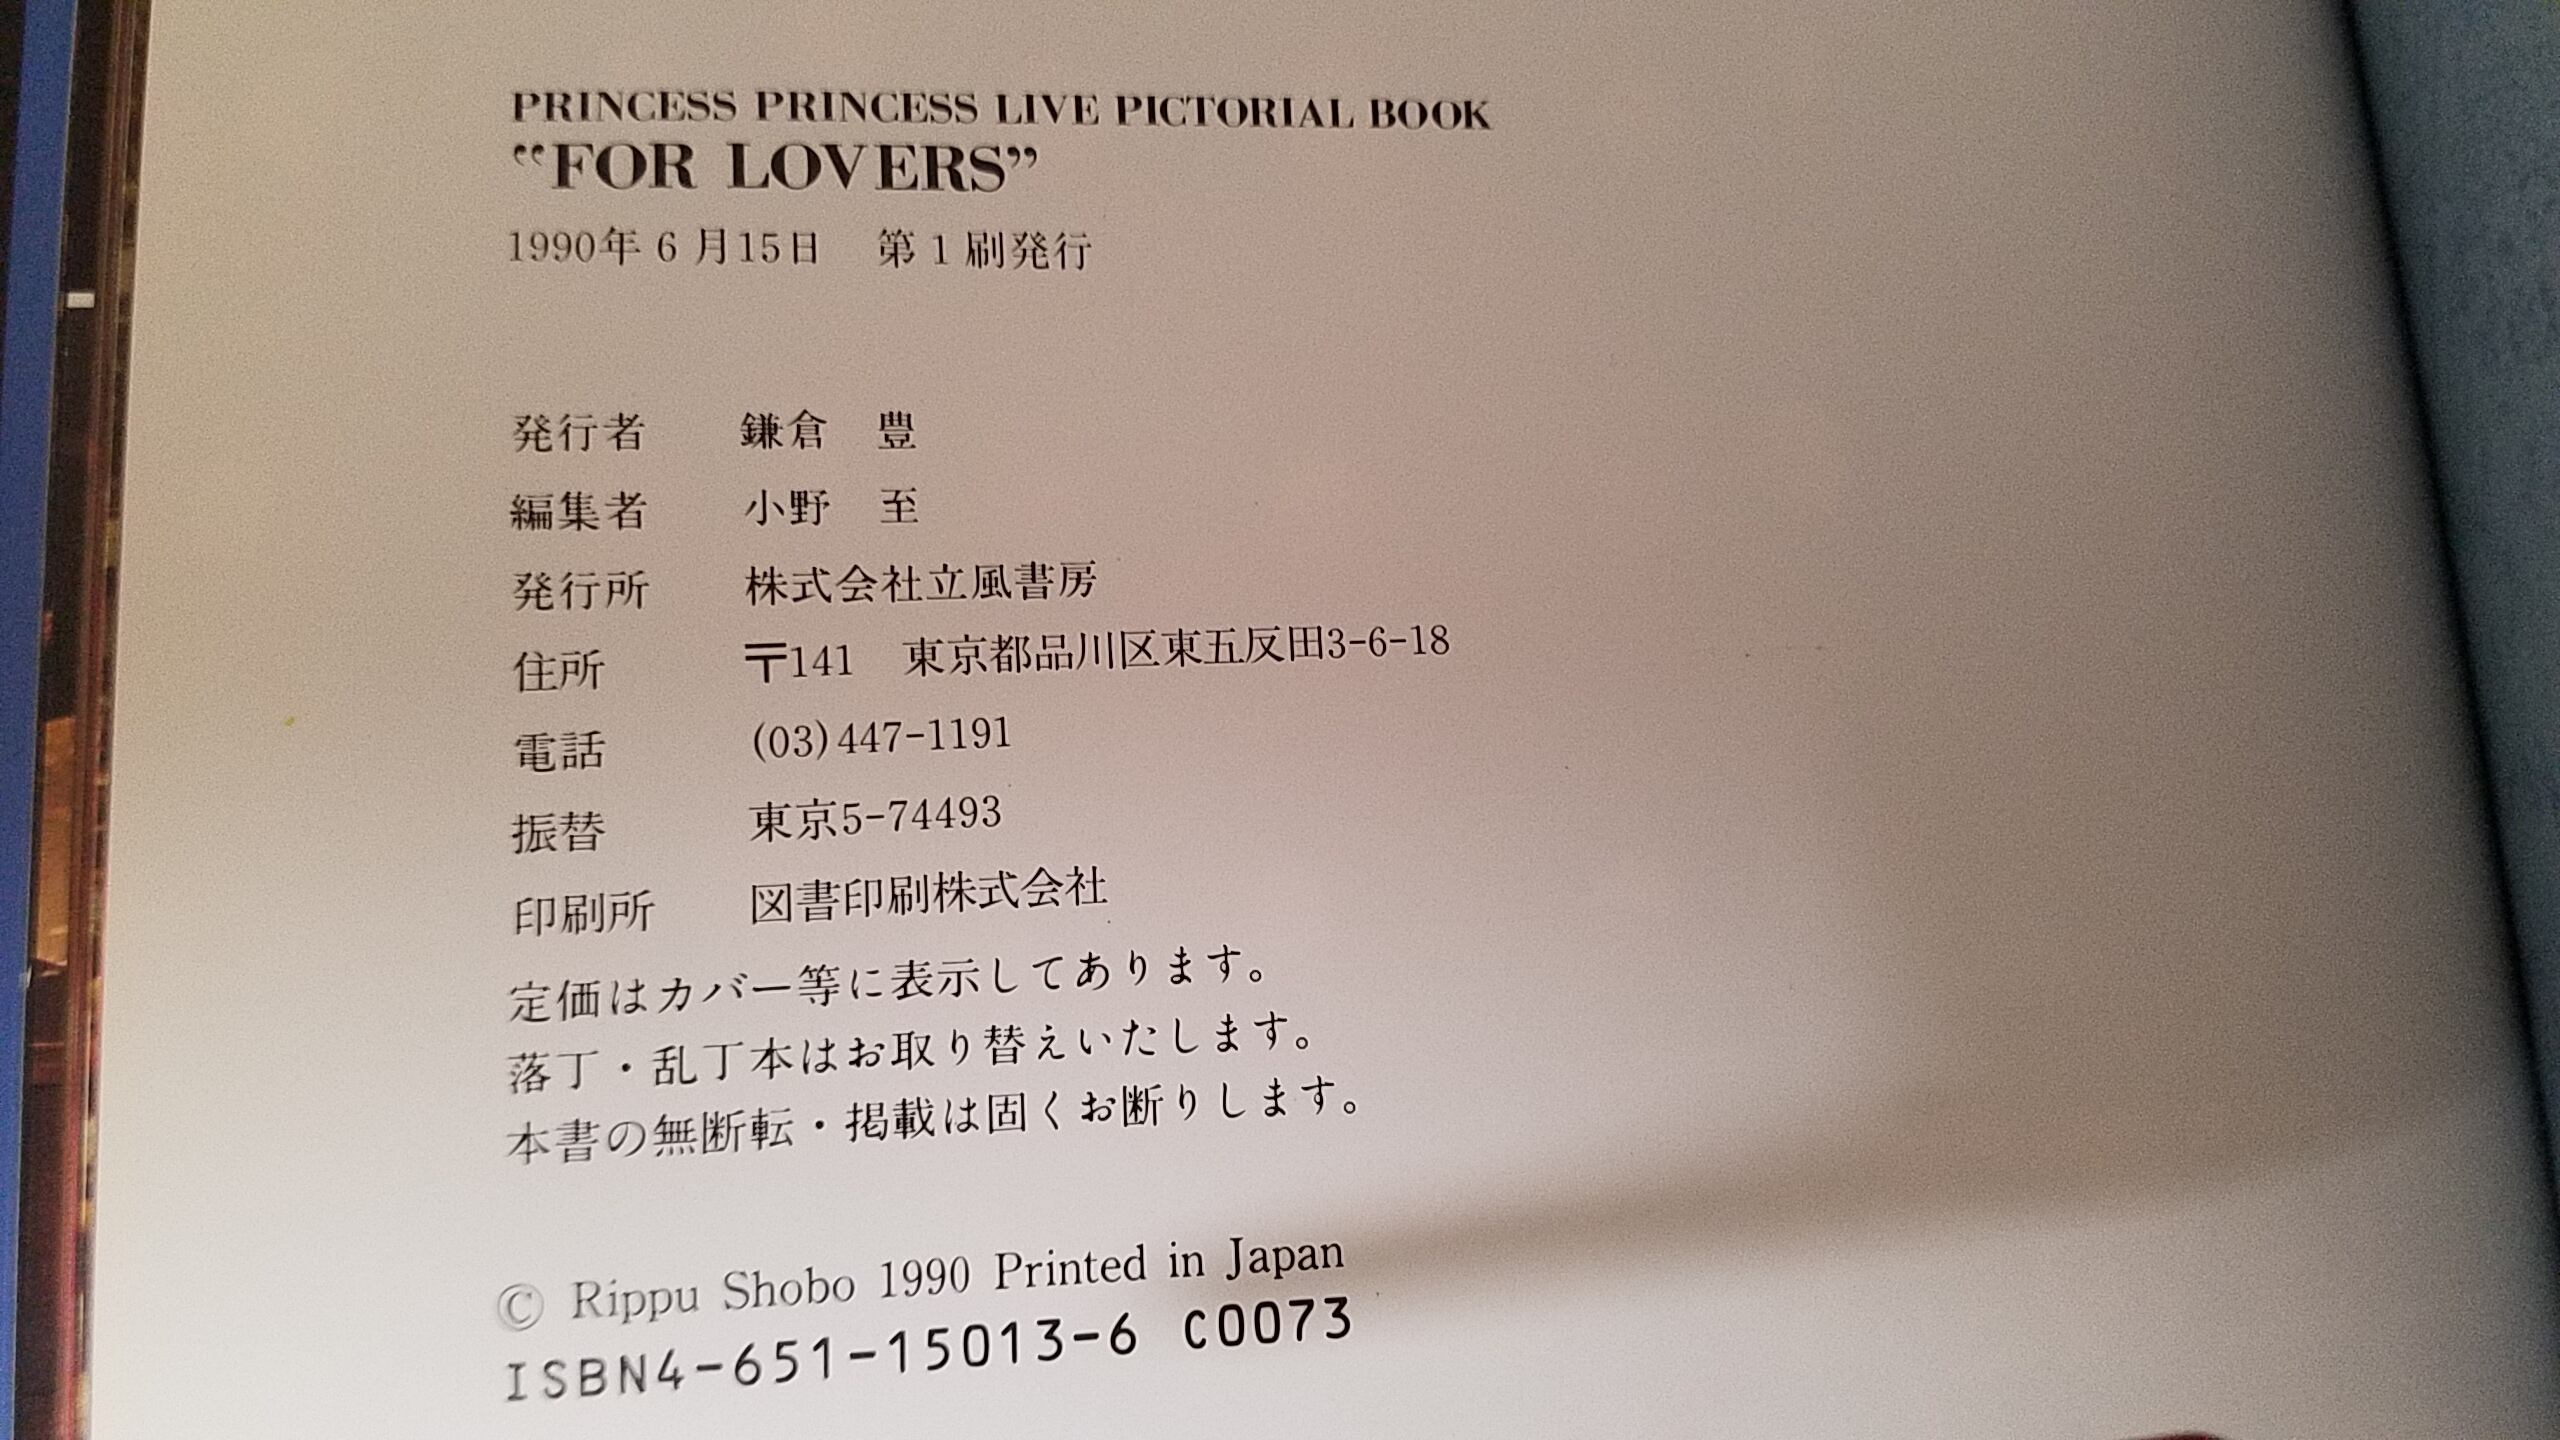 PRINCESS PRINCESS LIVE PICTORIAL BOOK
“FOR LOVERS”
1990年6月15日　第1刷発行
発行者　鎌倉　豊
編集者　小野　至
発行所　株式会社立風書房
住所　〒141　東京都品川区東五反田3-6-18
電話　(03)447-1191
振替　東京5-74493
印刷所　図書印刷株式会社
定価はカバー等に表示してあります。
落丁・乱丁本はお取り替えいたします。
本書の無断転・掲載は固くお断りします。
© Rippu Shobo 1990 Printed in Japan
ISBN4-651-15013-6 C0073